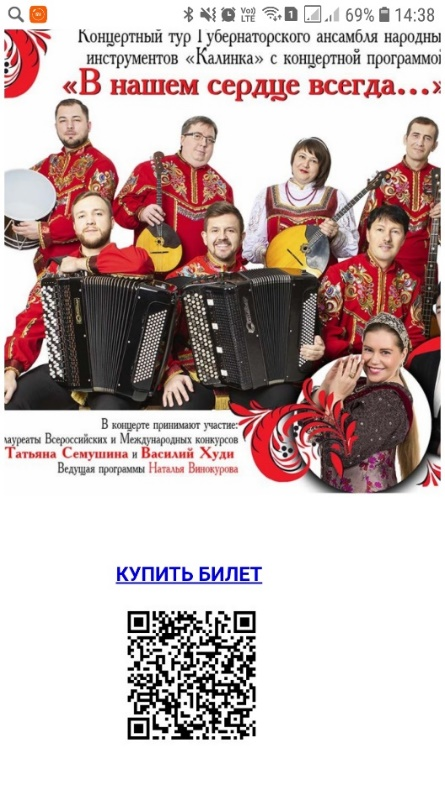 69% 14:38
Концертный тур Губернаторского ансамбля народны
инструментов «Калинка» с концертной программо
«В нашем сердце всегда...»
В концерте принимают участие:
лауреаты Всероссийских и Международных конкурсов
Татьяна Семушина и Василий Худи
Ведущая программы Наталья Винокурова
КУПИТЬ БИЛЕТ